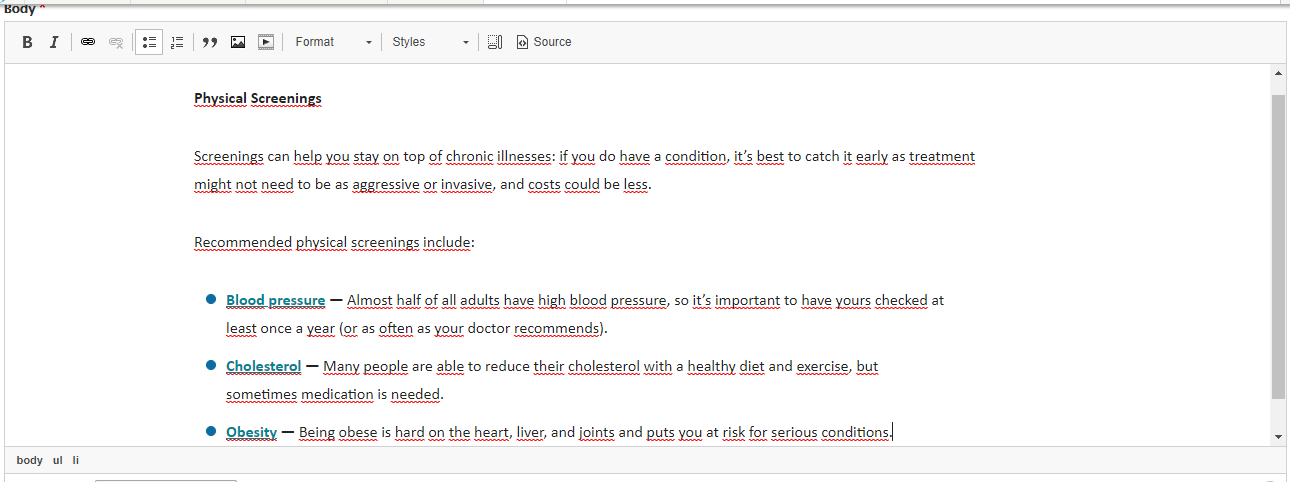 Body *
B I Format Styles Source
Physical Screenings
Screenings can help you stay on top of chronic illnesses: if you do have a condition, it's best to catch it early as treatment
might not need to be as aggressive or invasive, and costs could be less.
Recommended physical screenings include:
Blood pressure — Almost half of all adults have high blood pressure, so it's important to have yours checked at
least once a year (or as often as your doctor recommends).
Cholesterol — Many people are able to reduce their cholesterol with a healthy diet and exercise, but
sometimes medication is needed.
Obesity — Being obese is hard on the heart, liver, and joints and puts you at risk for serious conditions.
body ul li